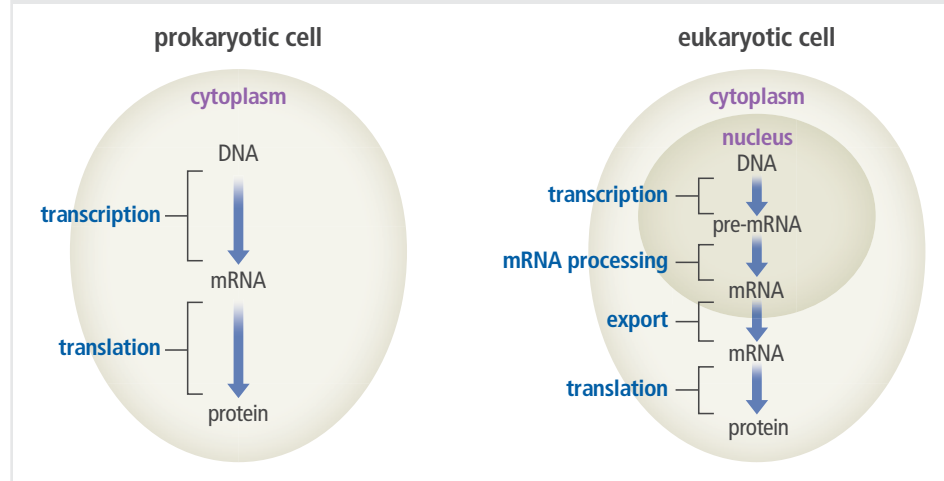 prokaryotic cell
cytoplasm
DNA
transcription
mRNA
translation
protein
eukaryotic cell
cytoplasm
nucleus
DNA
transcription
pre-mRNA
mRNA processing
mRNA
export
mRNA
translation
protein